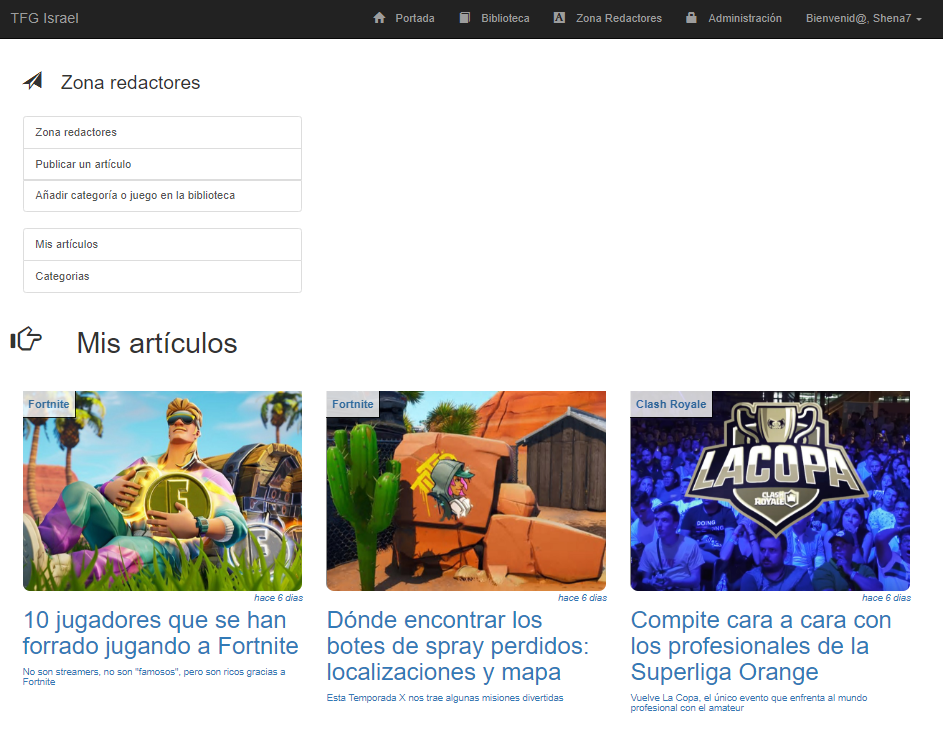 TFG Israel
Portada
Biblioteca
Zona Redactores
Administración
Bienvenid@, Shena7
Zona redactores
Zona redactores
Publicar un artículo
Añadir categoría o juego en la biblioteca
Mis artículos
Categorias
Mis artículos
Fortnite
hace 6 dias
10 jugadores que se han
forrado jugando a Fortnite
No son streamers, no son "famosos", pero son ricos gracias a
Fortnite
Fortnite
hace 6 dias
Dónde encontrar los
botes de spray perdidos:
localizaciones y mapa
Esta Temporada X nos trae algunas misiones divertidas
Clash Royale
LACOPA
CLASH
ROYALE
DOING
hace 6 dias
Compite cara a cara con
los profesionales de la
Superliga Orange
Vuelve La Copa, el único evento que enfrenta al mundo
profesional con el amateur